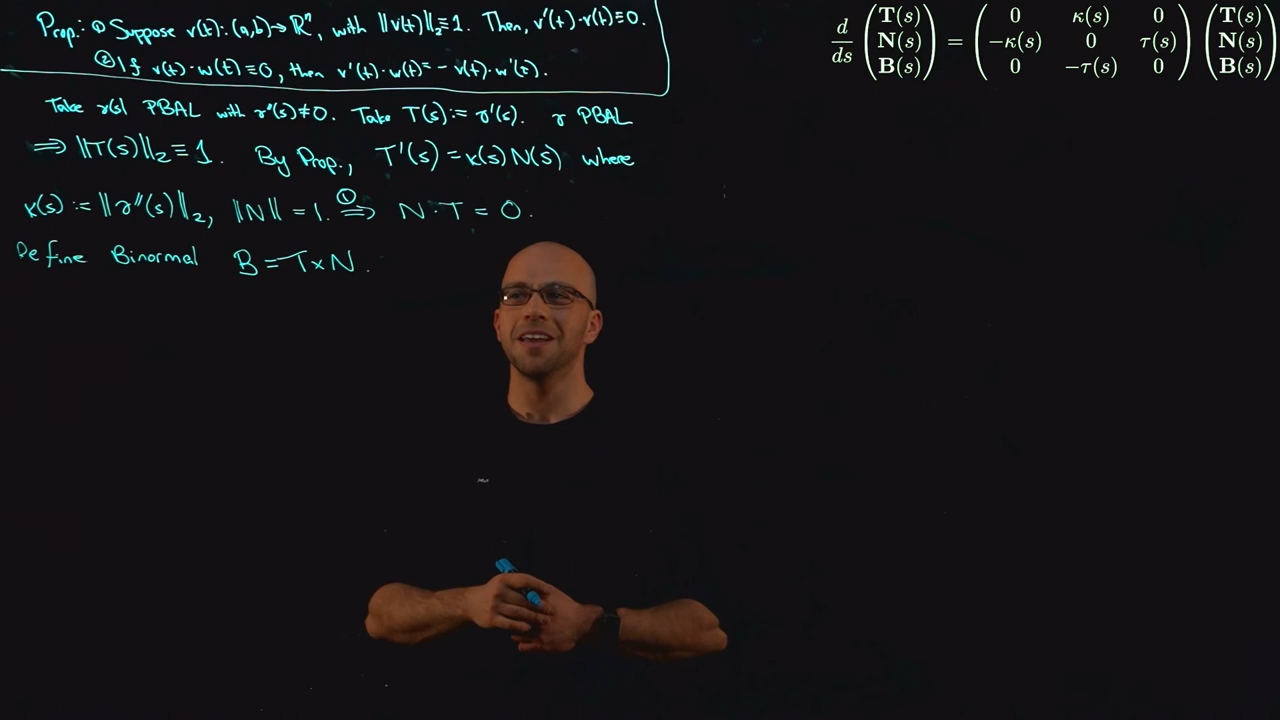 Prop.: ① Suppose v(t): (a,b)→ℝⁿ, with ‖v(t)‖₂≡1. Then, v'(t)·v(t)≡0.
② If v(t)·w(t)≡0, then v'(t)·w(t)=-v(t)·w'(t).
Take γ(s) PBAL with γ''(s)≠0. Take T(s):=γ'(s). γ PBAL
⟹ ‖T(s)‖₂≡1. By Prop., T'(s)=κ(s)N(s) where
κ(s):=‖γ''(s)‖₂, ‖N‖=1. ①⟹ N·T=0.
Define Binormal B=T×N.
d/ds (T(s) N(s) B(s)) = (0 κ(s) 0 −κ(s) 0 τ(s) 0 −τ(s) 0) (T(s) N(s) B(s))